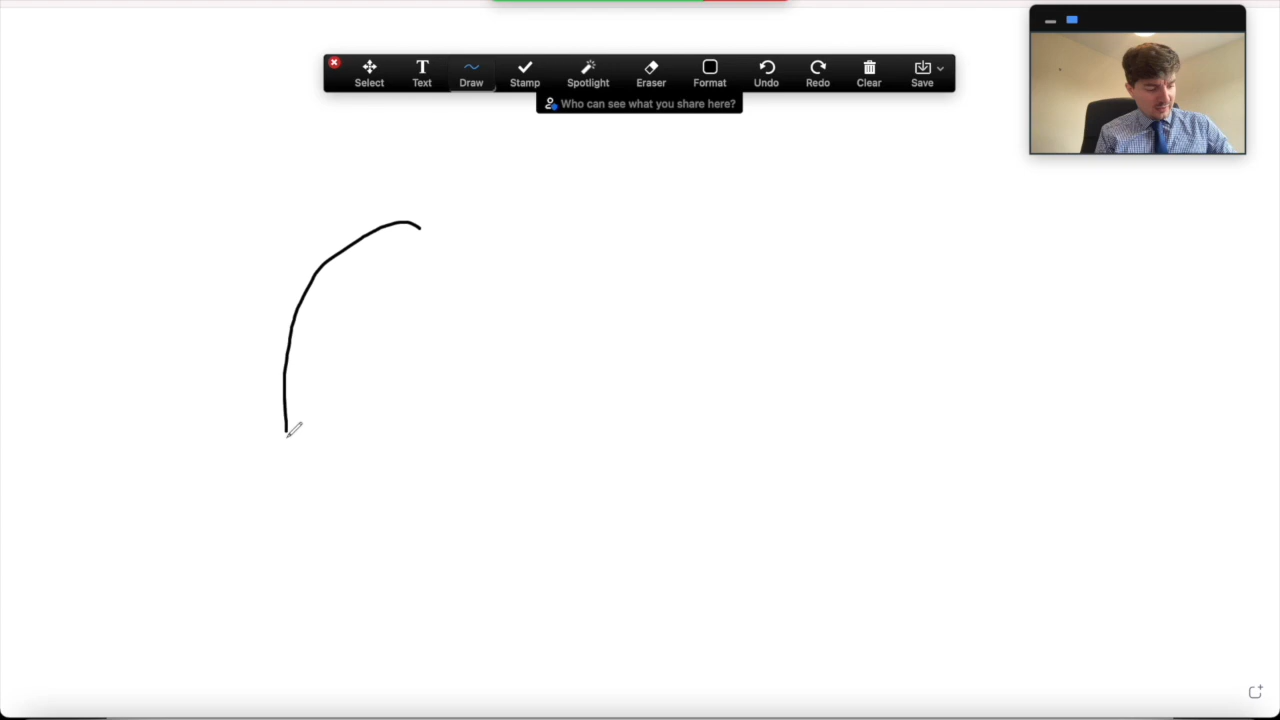 Select Text Draw Stamp Spotlight Eraser Format Undo Redo Clear Save
Who can see what you share here?